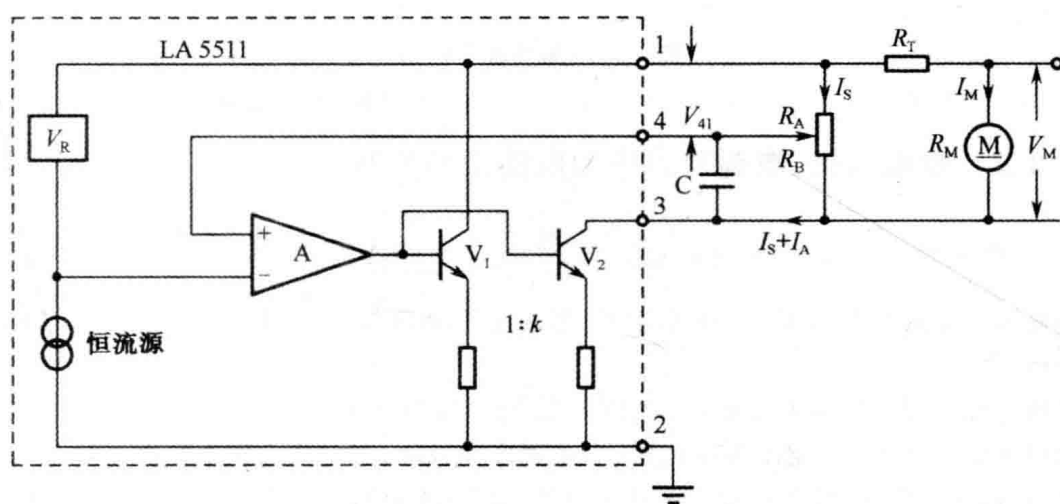 LA 5511
1
R_T
I_S
I_M
V_R
4
V_41
R_A
R_B
R_M
M
V_M
C
3
I_S+I_A
+
A
−
V_1
V_2
1:k
恒流源
2